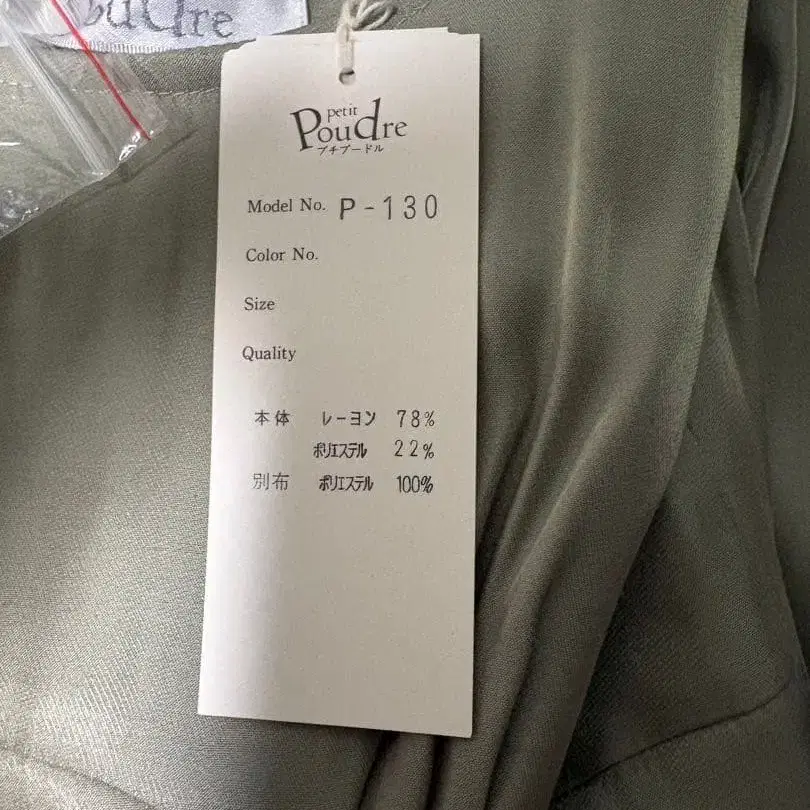 petit
Poudre
プチプードル
Model No. P-130
Color No.
Size
Quality
本体 レーヨン 78%
ポリエステル 22%
別布 ポリエステル 100%